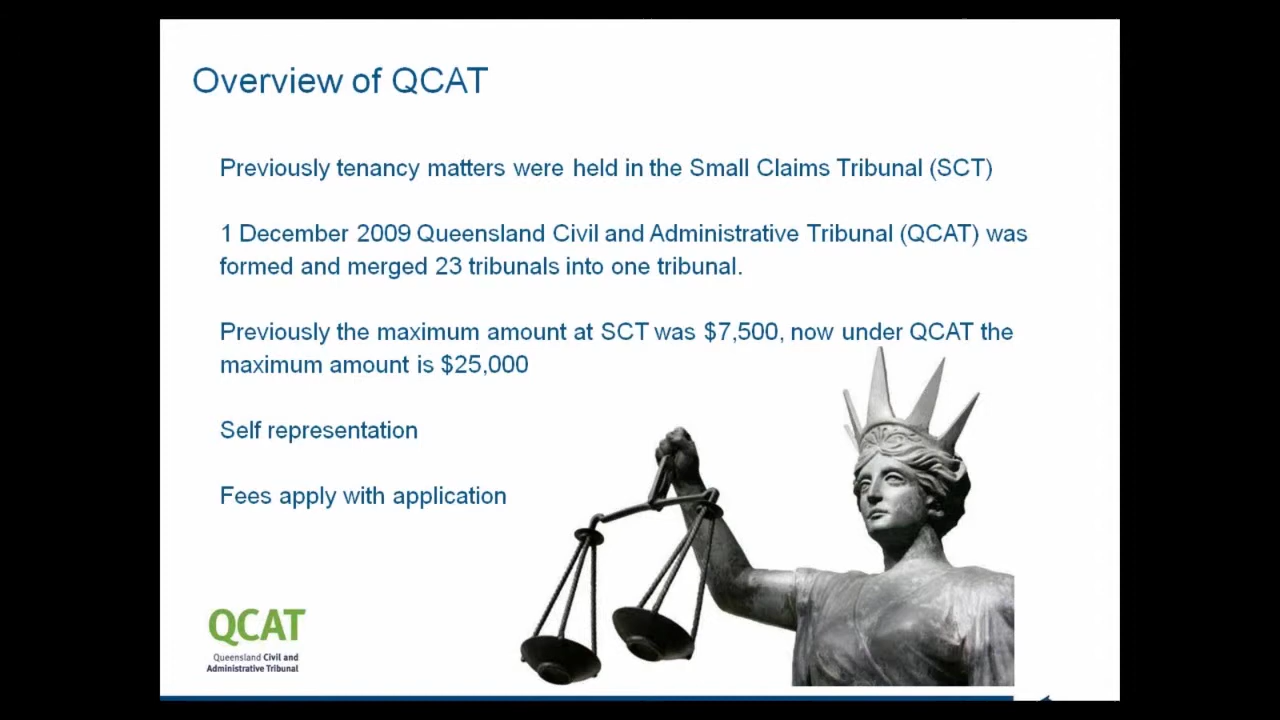 Overview of QCAT
Previously tenancy matters were held in the Small Claims Tribunal (SCT)
1 December 2009 Queensland Civil and Administrative Tribunal (QCAT) was
formed and merged 23 tribunals into one tribunal.
Previously the maximum amount at SCT was $7,500, now under QCAT the
maximum amount is $25,000
Self representation
Fees apply with application
QCAT
Queensland Civil and
Administrative Tribunal